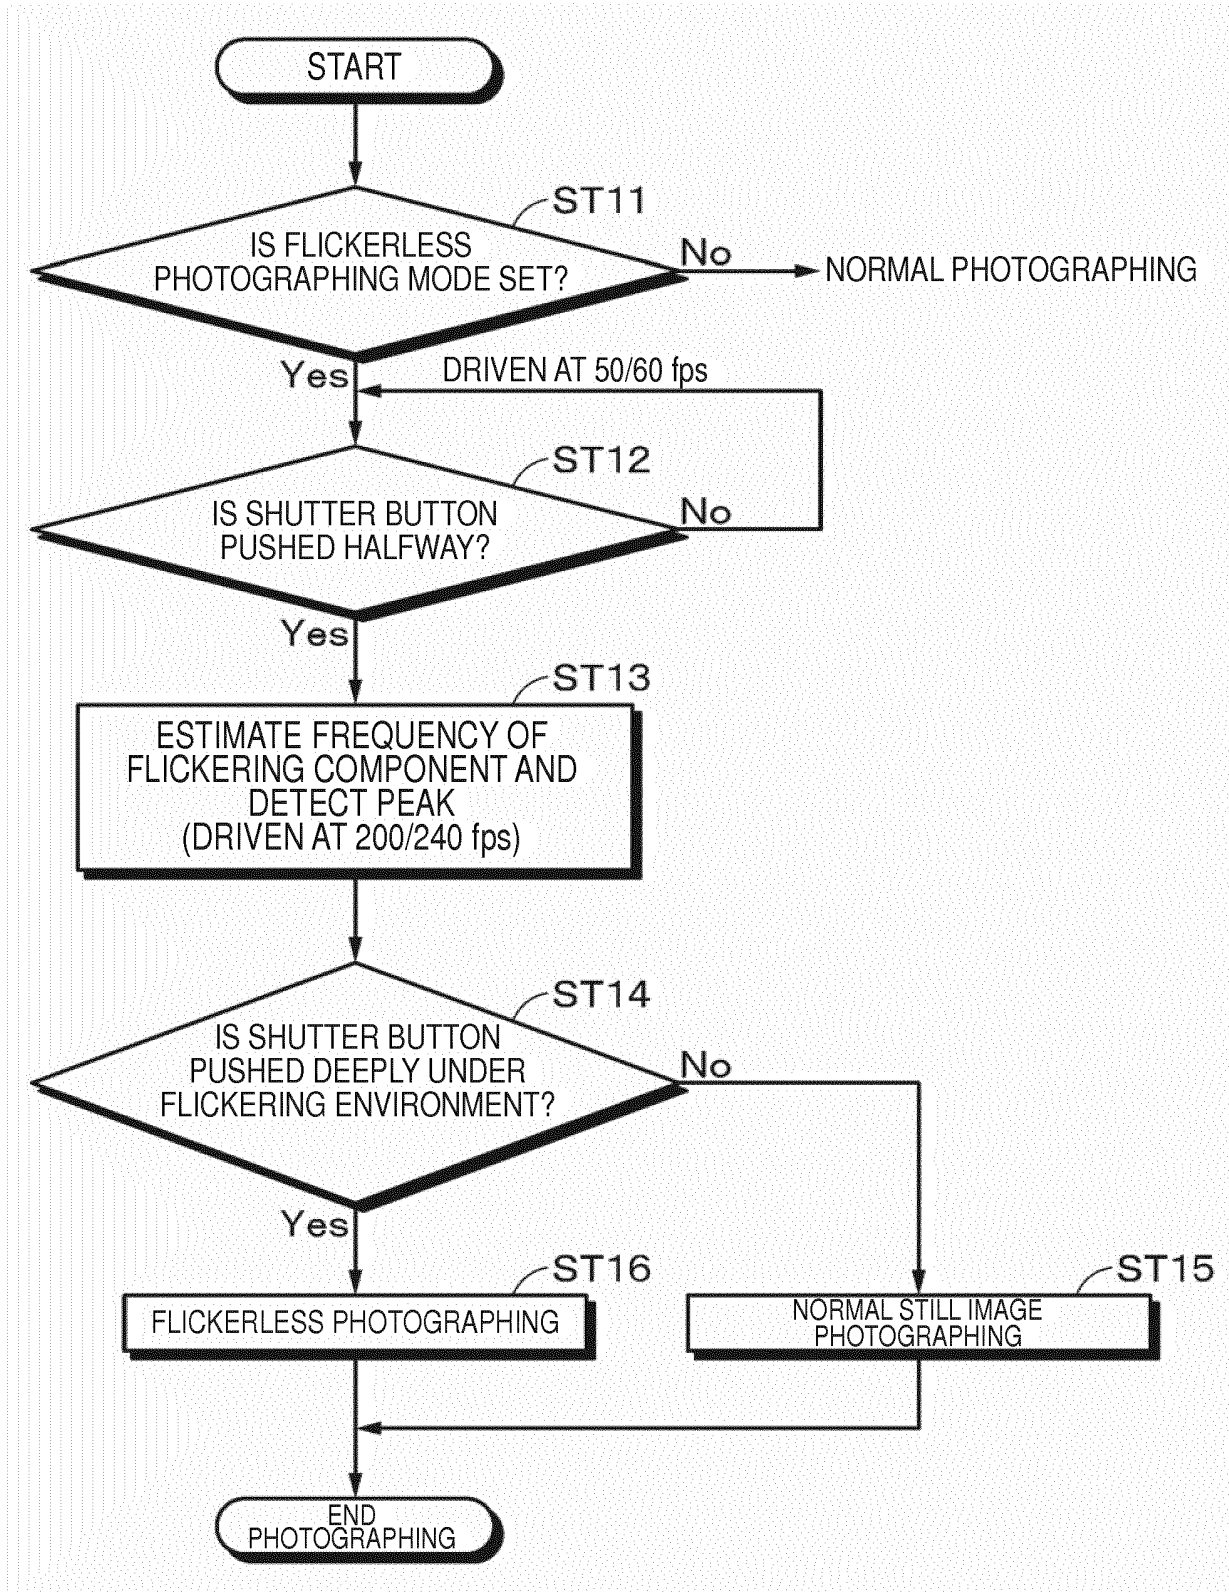 START
ST11
IS FLICKERLESS
PHOTOGRAPHING MODE SET?
No
NORMAL PHOTOGRAPHING
Yes
DRIVEN AT 50/60 fps
ST12
IS SHUTTER BUTTON
PUSHED HALFWAY?
No
Yes
ST13
ESTIMATE FREQUENCY OF
FLICKERING COMPONENT AND
DETECT PEAK
(DRIVEN AT 200/240 fps)
ST14
IS SHUTTER BUTTON
PUSHED DEEPLY UNDER
FLICKERING ENVIRONMENT?
No
Yes
ST16
FLICKERLESS PHOTOGRAPHING
ST15
NORMAL STILL IMAGE
PHOTOGRAPHING
END
PHOTOGRAPHING